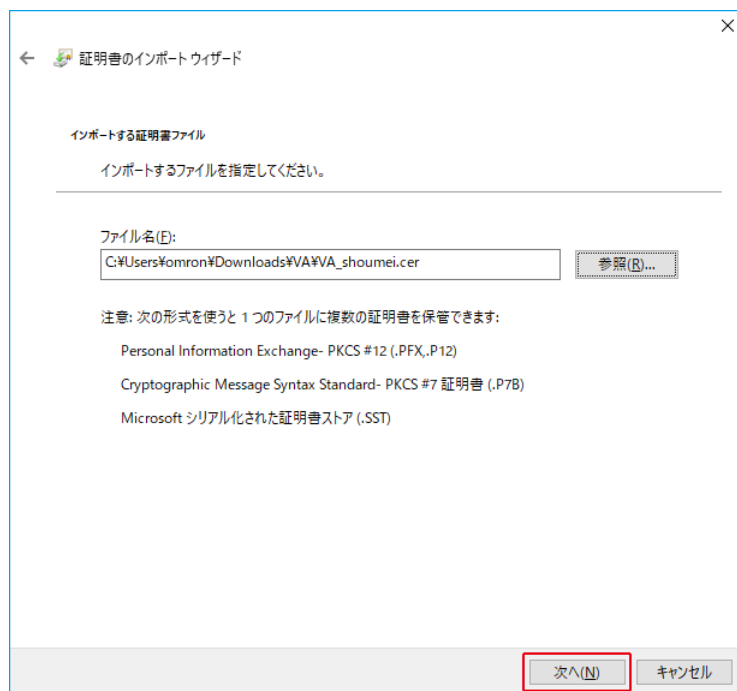 証明書のインポート ウィザード
インポートする証明書ファイル
インポートするファイルを指定してください。
ファイル名(F):
C:¥Users¥omron¥Downloads¥VA¥VA_shoumei.cer
参照(R)...
注意: 次の形式を使うと 1 つのファイルに複数の証明書を保管できます:
Personal Information Exchange- PKCS #12 (.PFX,.P12)
Cryptographic Message Syntax Standard- PKCS #7 証明書 (.P7B)
Microsoft シリアル化された証明書ストア (.SST)
次へ(N)
キャンセル